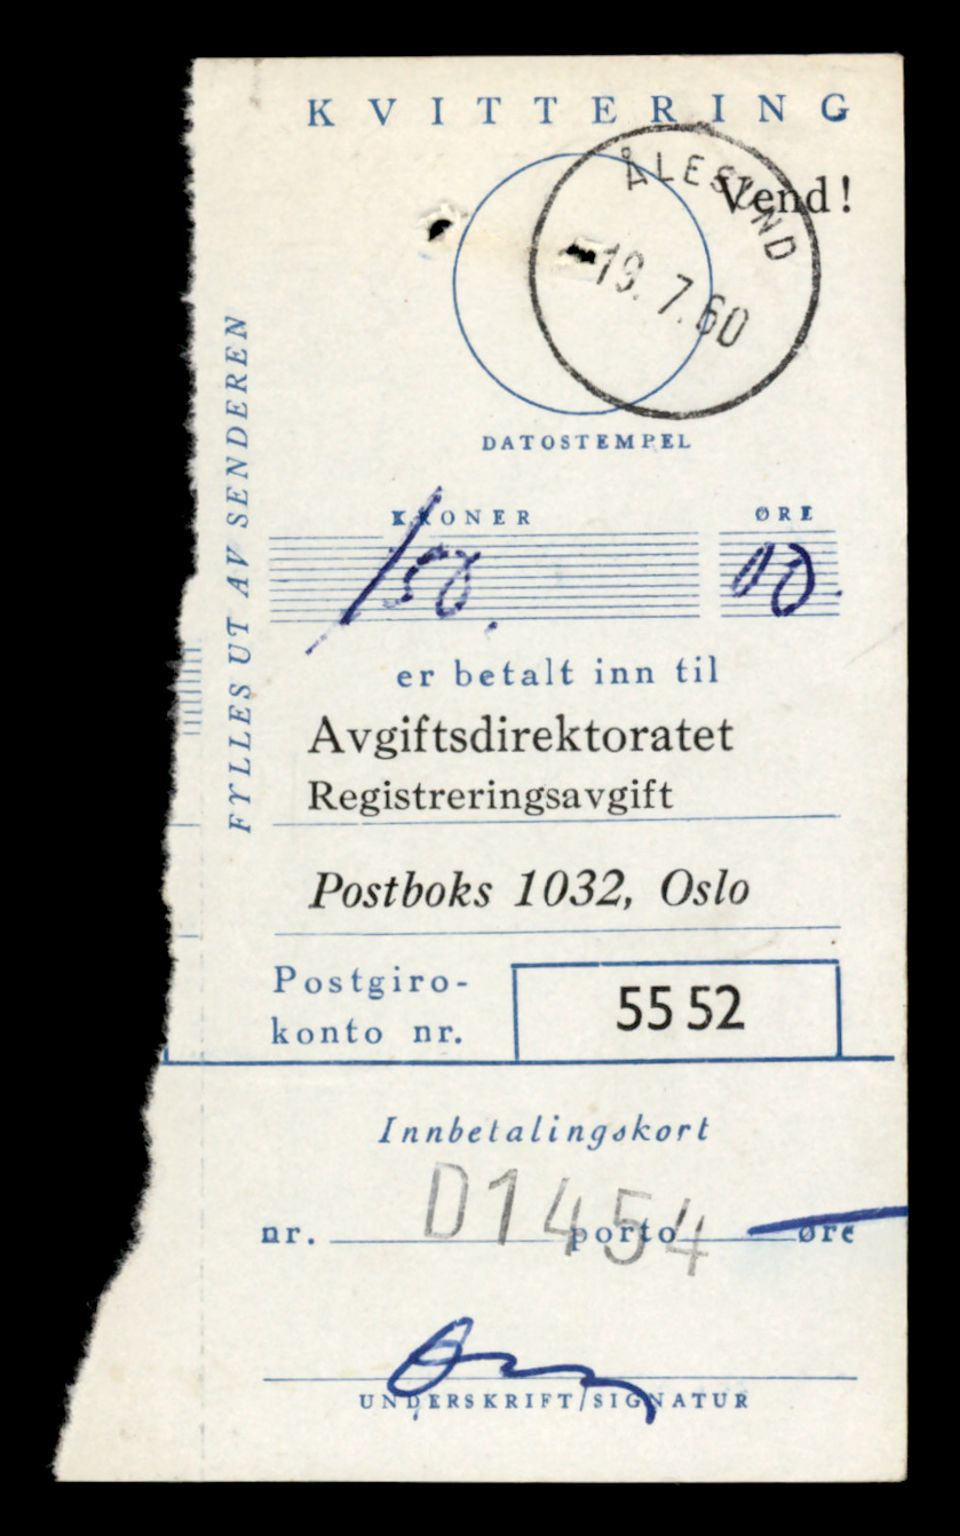 KVITTERING
Vend!
ÅLESUND
19.7.60
DATOSTEMPEL
FYLLES UT AV SENDEREN
KRONER ØRE
150. 00.
er betalt inn til
Avgiftsdirektoratet
Registreringsavgift
Postboks 1032, Oslo
Postgiro-
konto nr.
55 52
Innbetalingskort
nr. D1454 porto øre
UNDERSKRIFT/SIGNATUR